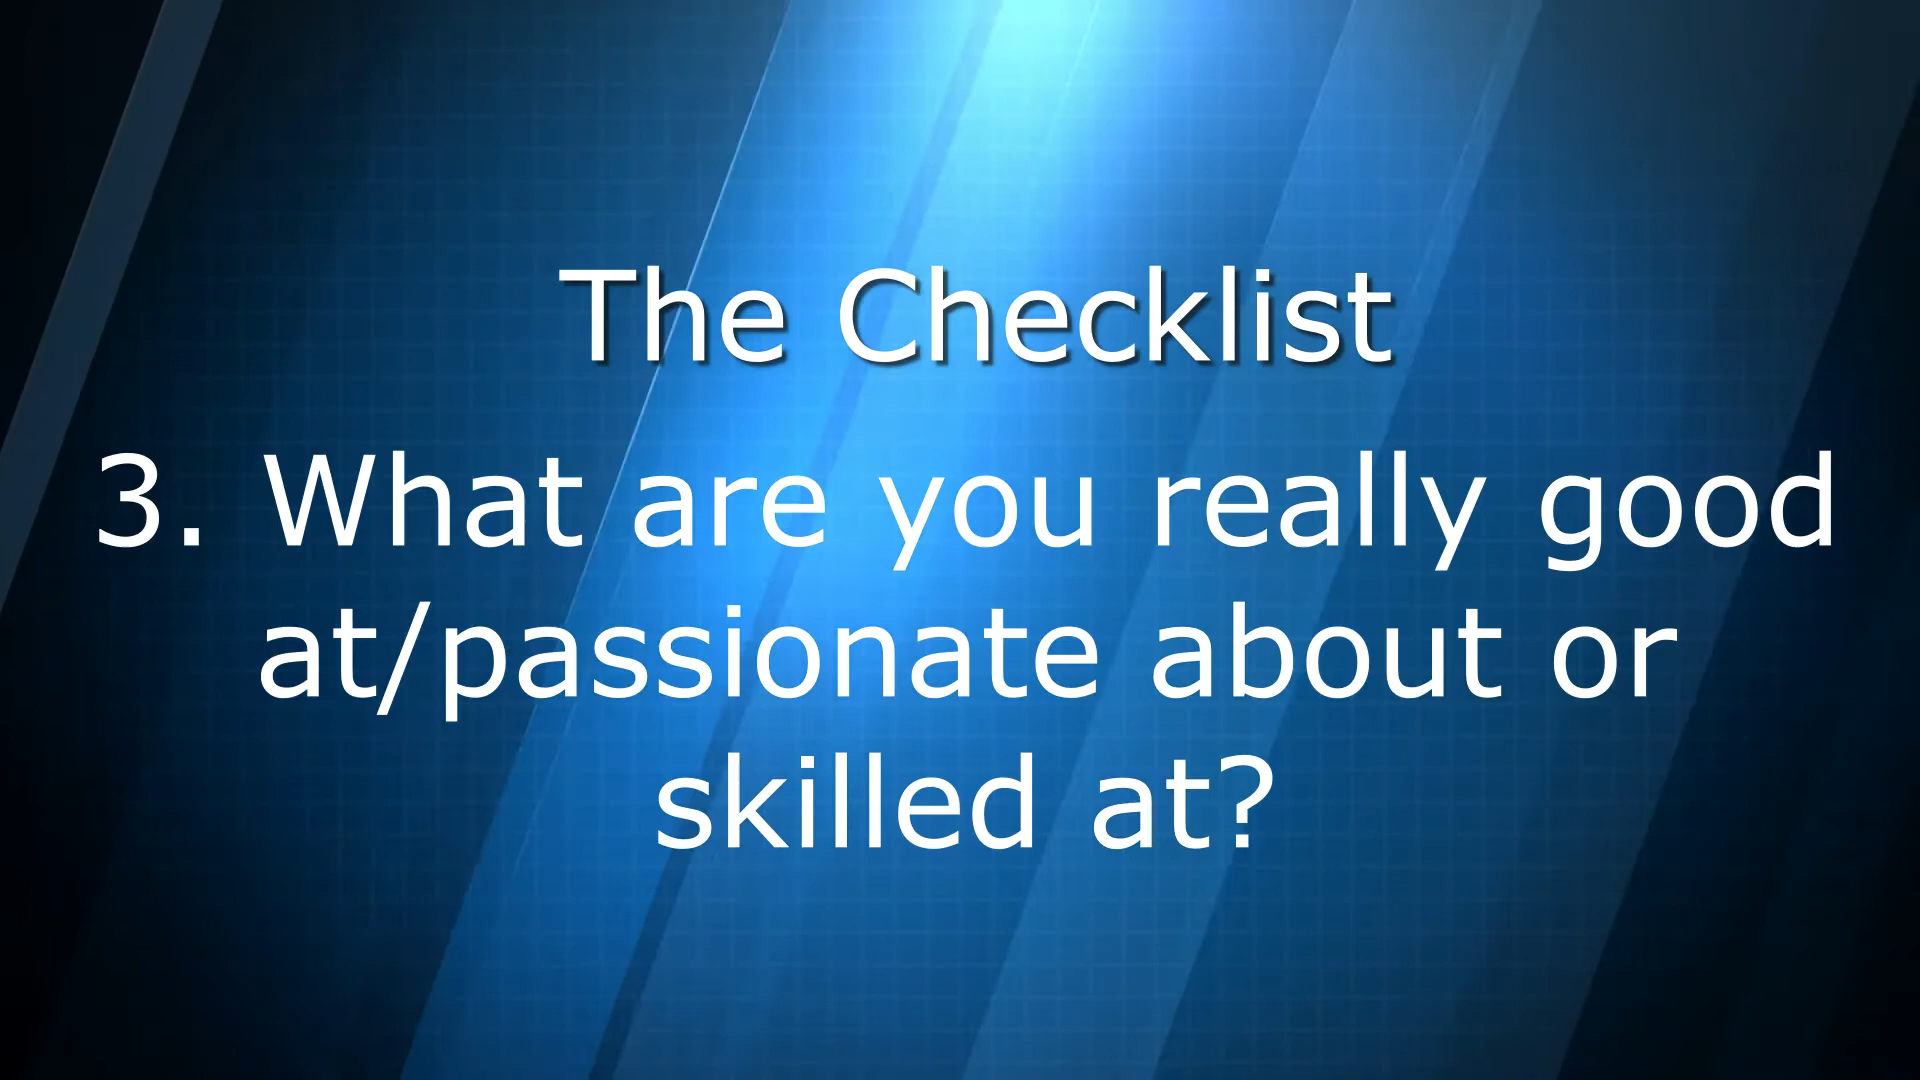 The Checklist
3. What are you really good
at/passionate about or
skilled at?